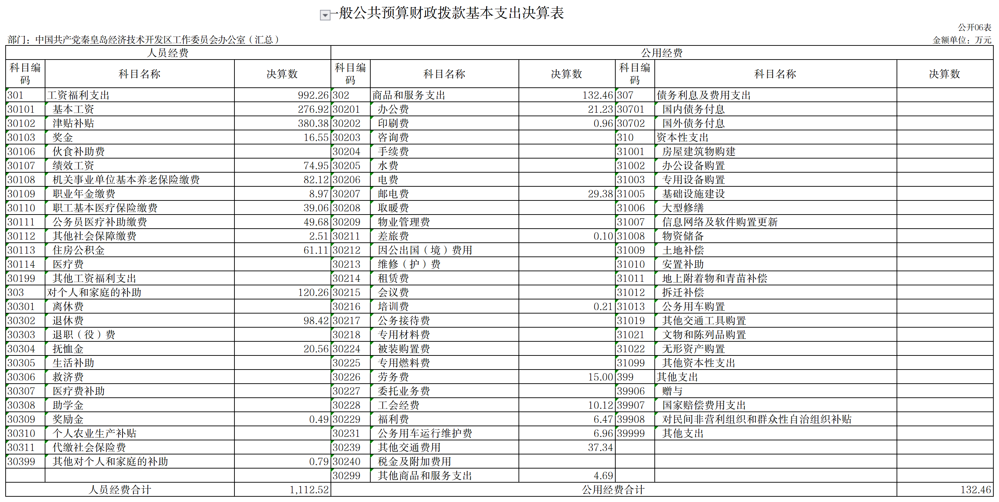 一般公共预算财政拨款基本支出决算表
公开06表
部门：中国共产党秦皇岛经济技术开发区工作委员会办公室（汇总） 金额单位：万元
人员经费 公用经费
科目编码 科目名称 决算数 科目编码 科目名称 决算数 科目编码 科目名称 决算数
301 工资福利支出 992.26 302 商品和服务支出 132.46 307 债务利息及费用支出
30101 基本工资 276.92 30201 办公费 21.23 30701 国内债务付息
30102 津贴补贴 380.38 30202 印刷费 0.96 30702 国外债务付息
30103 奖金 16.55 30203 咨询费 310 资本性支出
30106 伙食补助费 30204 手续费 31001 房屋建筑物购建
30107 绩效工资 74.95 30205 水费 31002 办公设备购置
30108 机关事业单位基本养老保险缴费 82.12 30206 电费 31003 专用设备购置
30109 职业年金缴费 8.97 30207 邮电费 29.38 31005 基础设施建设
30110 职工基本医疗保险缴费 39.06 30208 取暖费 31006 大型修缮
30111 公务员医疗补助缴费 49.68 30209 物业管理费 31007 信息网络及软件购置更新
30112 其他社会保障缴费 2.51 30211 差旅费 0.10 31008 物资储备
30113 住房公积金 61.11 30212 因公出国（境）费用 31009 土地补偿
30114 医疗费 30213 维修（护）费 31010 安置补助
30199 其他工资福利支出 30214 租赁费 31011 地上附着物和青苗补偿
303 对个人和家庭的补助 120.26 30215 会议费 31012 拆迁补偿
30301 离休费 30216 培训费 0.21 31013 公务用车购置
30302 退休费 98.42 30217 公务接待费 31019 其他交通工具购置
30303 退职（役）费 30218 专用材料费 31021 文物和陈列品购置
30304 抚恤金 20.56 30224 被装购置费 31022 无形资产购置
30305 生活补助 30225 专用燃料费 31099 其他资本性支出
30306 救济费 30226 劳务费 15.00 399 其他支出
30307 医疗费补助 30227 委托业务费 39906 赠与
30308 助学金 30228 工会经费 10.12 39907 国家赔偿费用支出
30309 奖励金 0.49 30229 福利费 6.47 39908 对民间非营利组织和群众性自治组织补贴
30310 个人农业生产补贴 30231 公务用车运行维护费 6.96 39999 其他支出
30311 代缴社会保险费 30239 其他交通费用 37.34
30399 其他对个人和家庭的补助 0.79 30240 税金及附加费用
30299 其他商品和服务支出 4.69
人员经费合计 1,112.52 公用经费合计 132.46